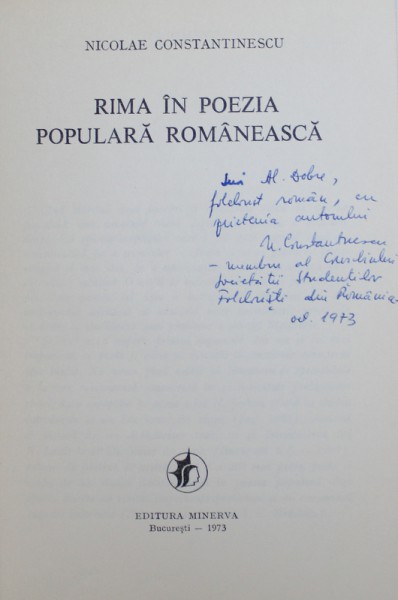 NICOLAE CONSTANTINESCU
RIMA ÎN POEZIA
POPULARĂ ROMÂNEASCĂ
Lui Al. Dobre,
folclorist român, cu
prietenia autorului
N. Constantinescu
– membru al Consiliului
Societății Studenților
Folcloriști din România –
oct. 1973
EDITURA MINERVA
București — 1973